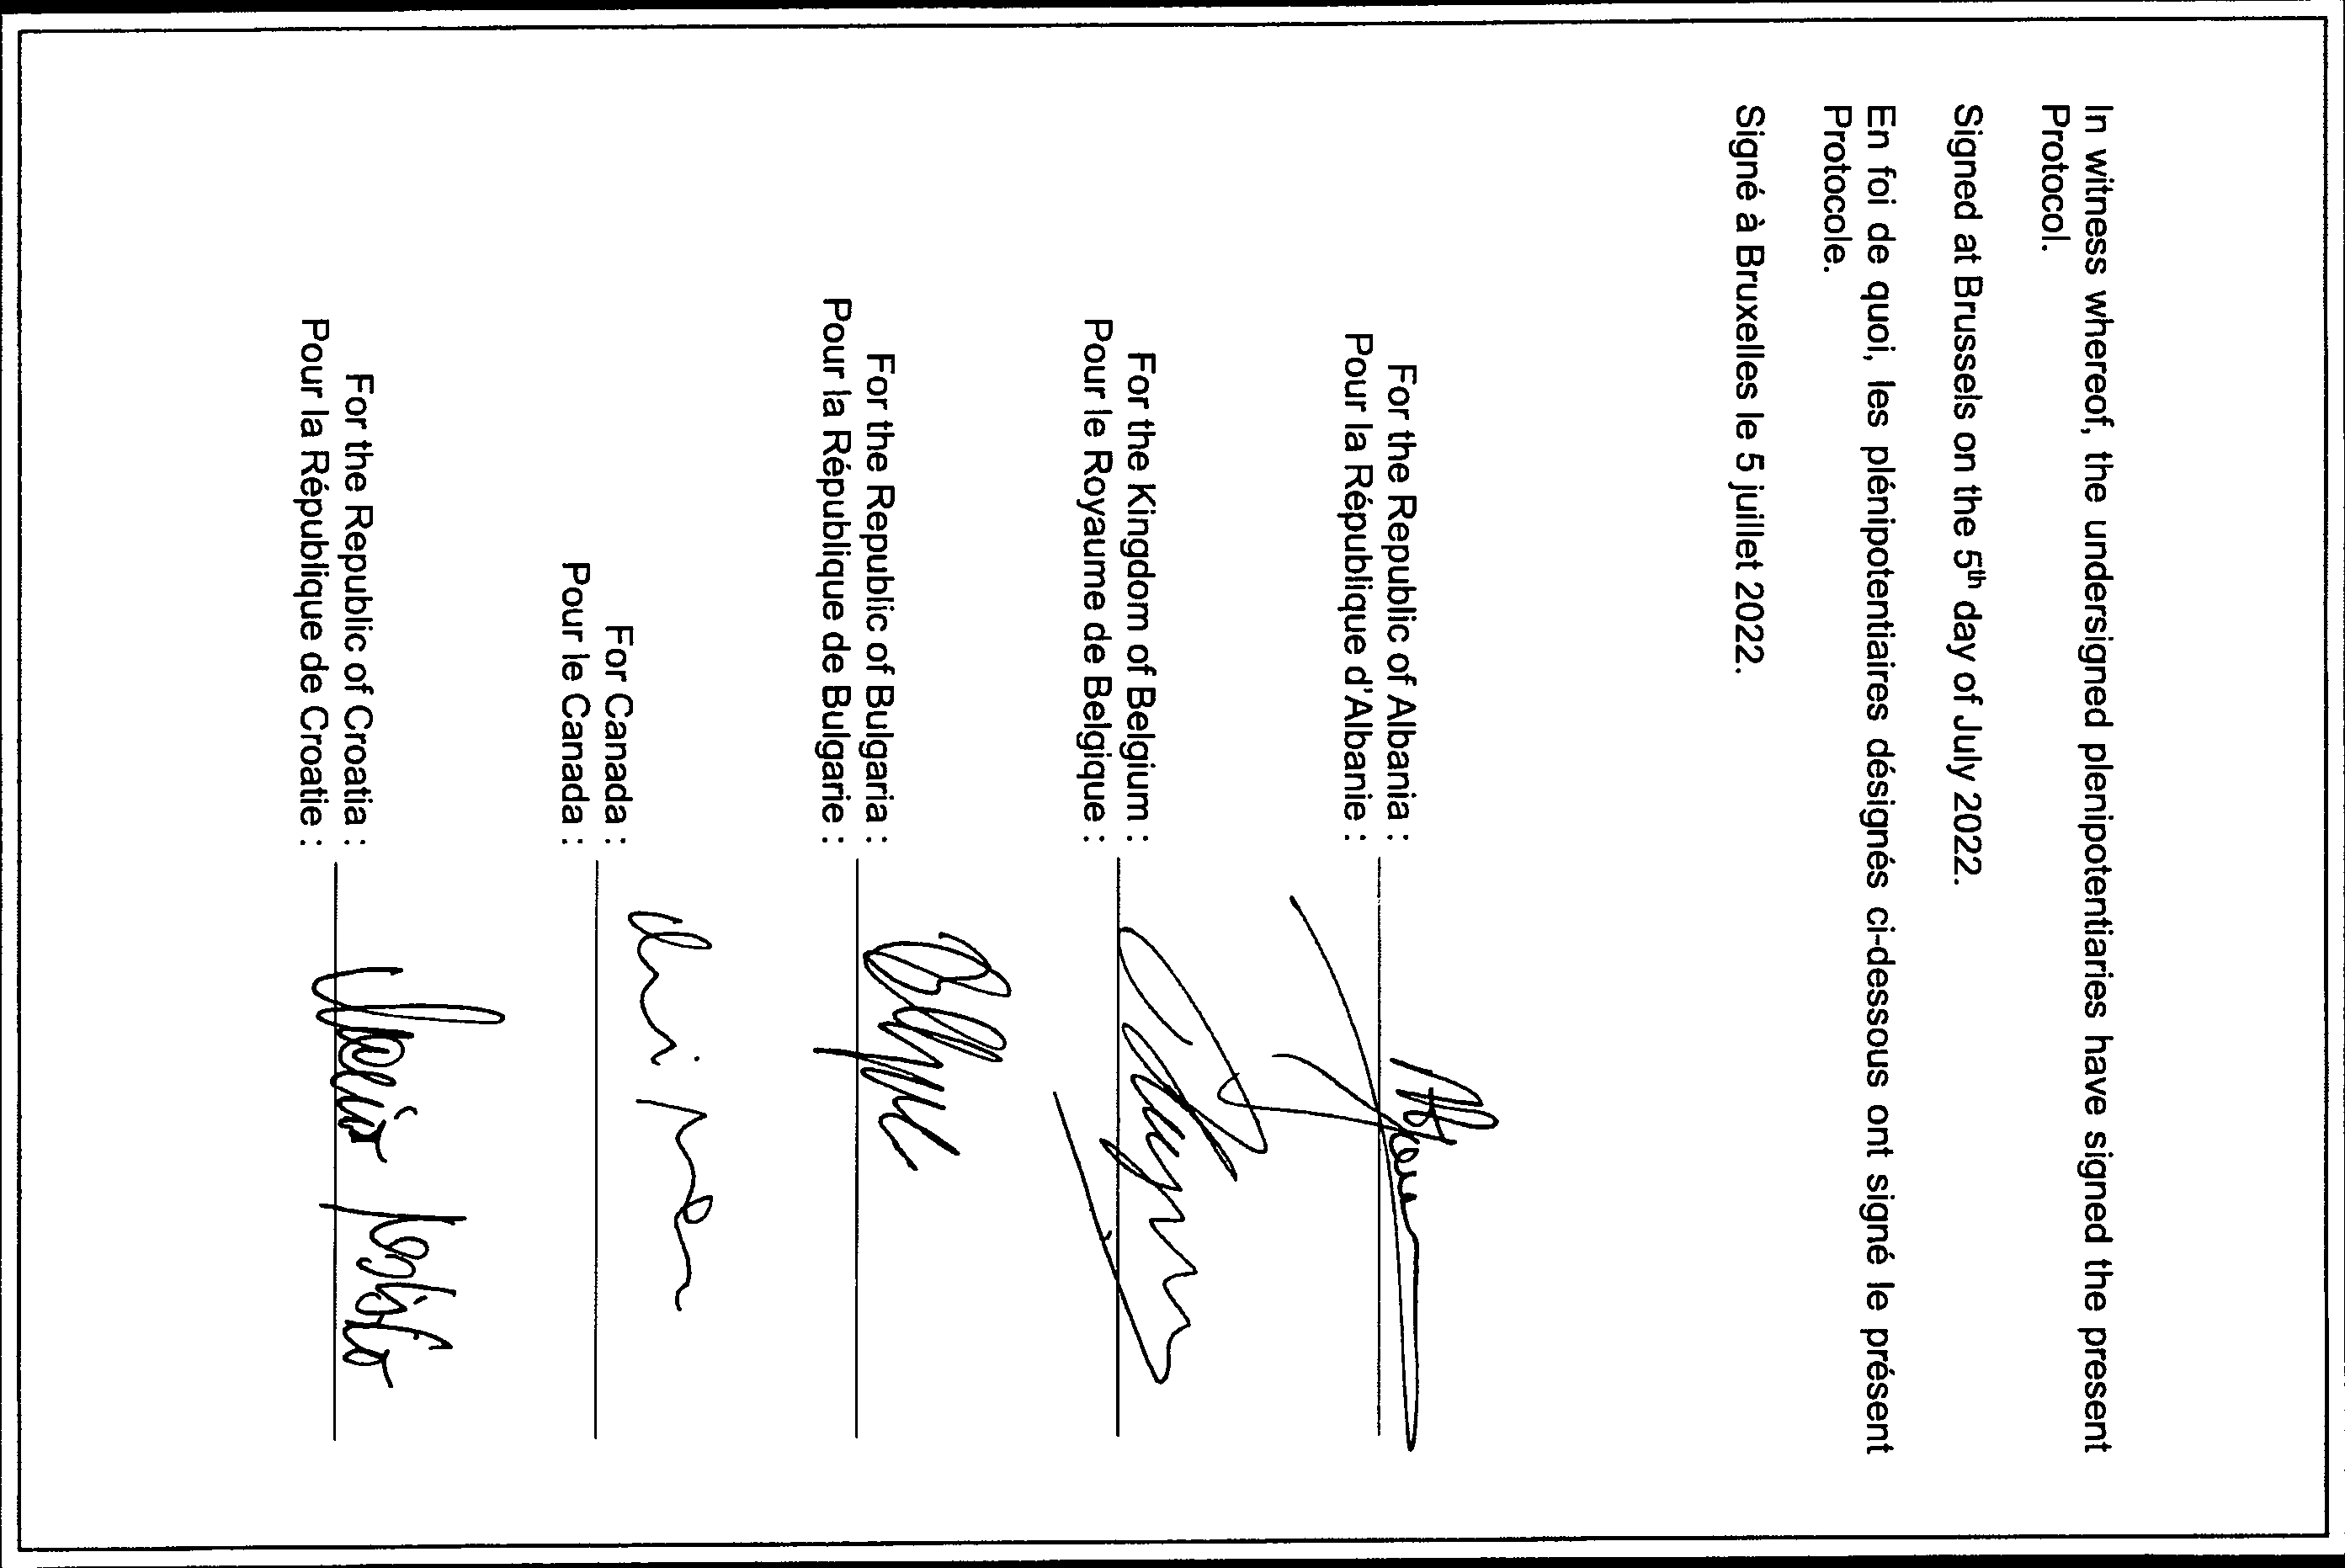 In witness whereof, the undersigned plenipotentiaries have signed the present
Protocol.
Signed at Brussels on the 5th day of July 2022.
En foi de quoi, les plénipotentiaires désignés ci-dessous ont signé le présent
Protocole.
Signé à Bruxelles le 5 juillet 2022.
For the Republic of Albania :
Pour la République d'Albanie :
For the Kingdom of Belgium :
Pour le Royaume de Belgique :
For the Republic of Bulgaria :
Pour la République de Bulgarie :
For Canada :
Pour le Canada :
For the Republic of Croatia :
Pour la République de Croatie :